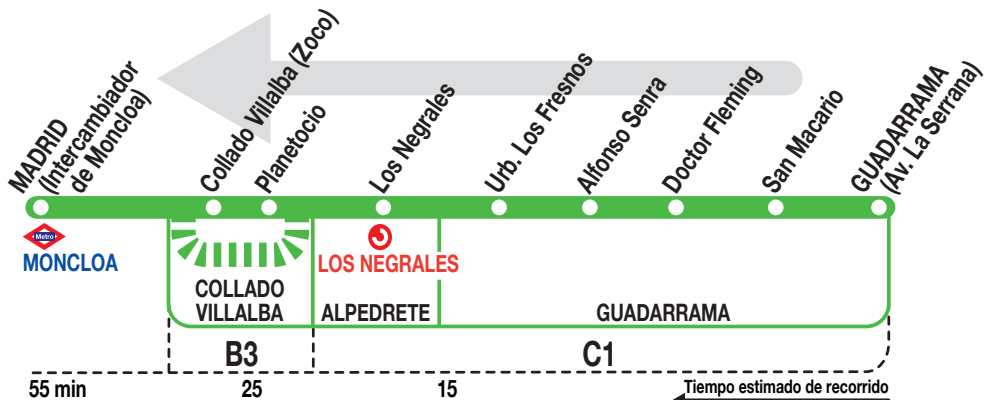 MADRID
(Intercambiador
de Moncloa)
Collado Villalba (Zoco)
Planetocio
Los Negrales
Urb. Los Fresnos
Alfonso Senra
Doctor Fleming
San Macario
GUADARRAMA
(Av. La Serrana)
Metro
MONCLOA
LOS NEGRALES
COLLADO
VILLALBA
ALPEDRETE
GUADARRAMA
B3
C1
55 min
25
15
Tiempo estimado de recorrido